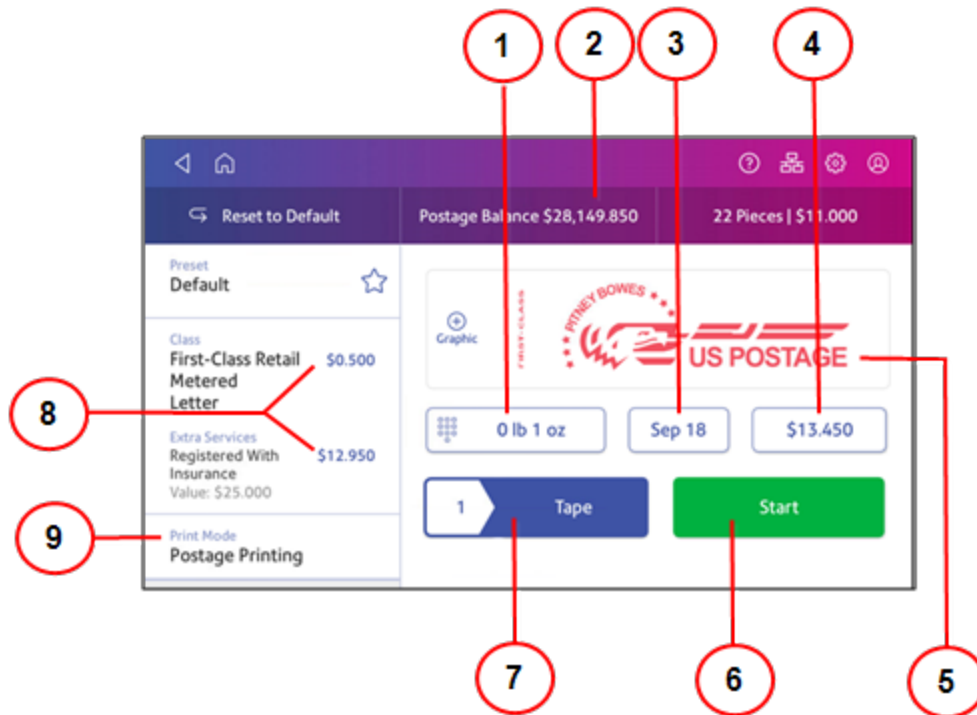 1
2
3
4
Reset to Default
Postage Balance $28,149.850
22 Pieces | $11.000
Preset
Default
Graphic
FIRST-CLASS
PITNEY BOWES
US POSTAGE
5
Class
First-Class Retail
Metered
Letter
$0.500
8
Extra Services
Registered With
Insurance
$12.950
Value: $25.000
0 lb 1 oz
Sep 18
$13.450
9
Print Mode
Postage Printing
1
Tape
Start
7
6